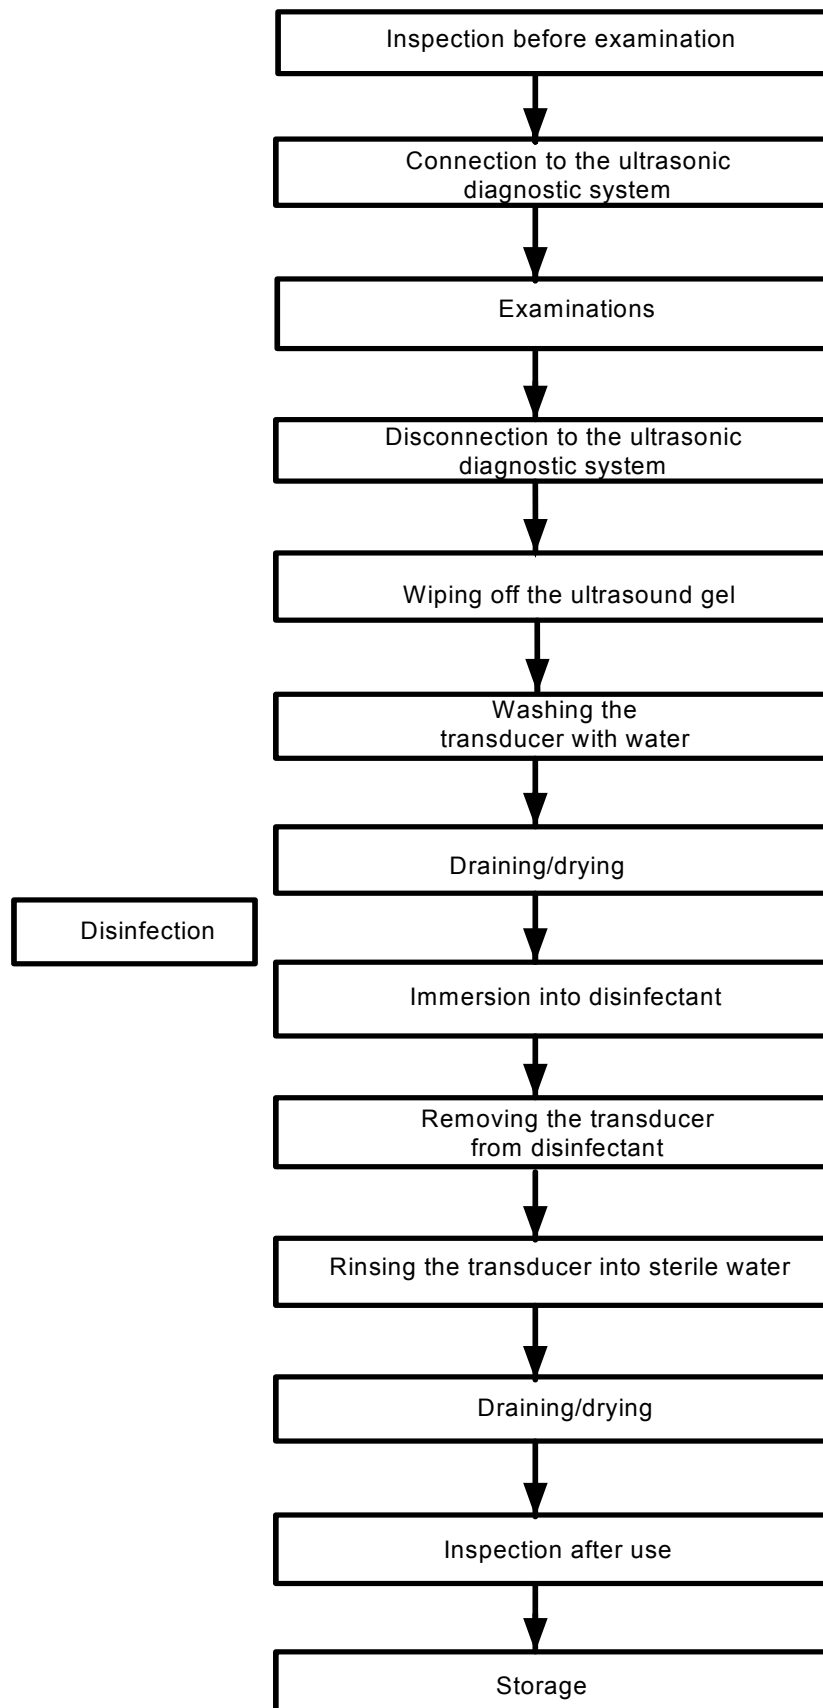 Inspection before examination
Connection to the ultrasonic
diagnostic system
Examinations
Disconnection to the ultrasonic
diagnostic system
Wiping off the ultrasound gel
Washing the
transducer with water
Draining/drying
Disinfection
Immersion into disinfectant
Removing the transducer
from disinfectant
Rinsing the transducer into sterile water
Draining/drying
Inspection after use
Storage